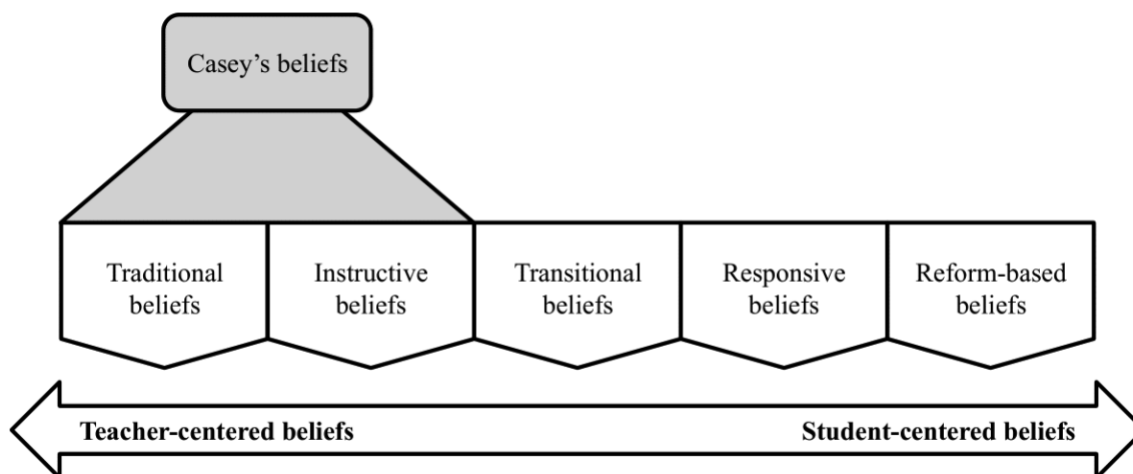 Casey’s beliefs
Traditional
beliefs
Instructive
beliefs
Transitional
beliefs
Responsive
beliefs
Reform-based
beliefs
Teacher-centered beliefs
Student-centered beliefs